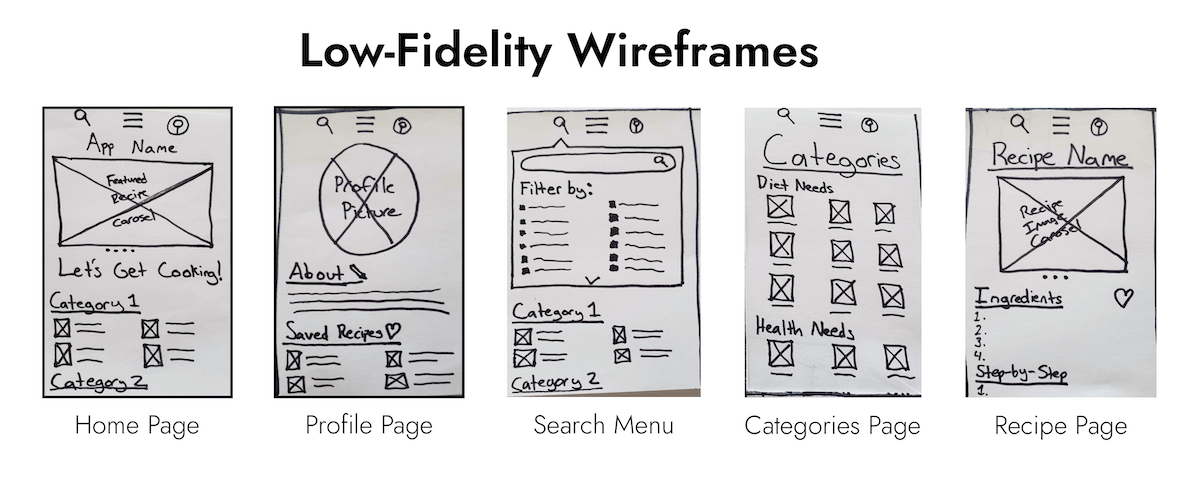 Low-Fidelity Wireframes
App Name
Featured
Recipe
Carosel
Let's Get Cooking!
Category 1
Category 2
Home Page
Profile
Picture
About
Saved Recipes
Profile Page
Filter by:
Category 1
Category 2
Search Menu
Categories
Diet Needs
Health Needs
Categories Page
Recipe Name
Recipe
Image
Carosel
Ingredients
1.
2.
3.
4.
Step-by-Step
1.
Recipe Page